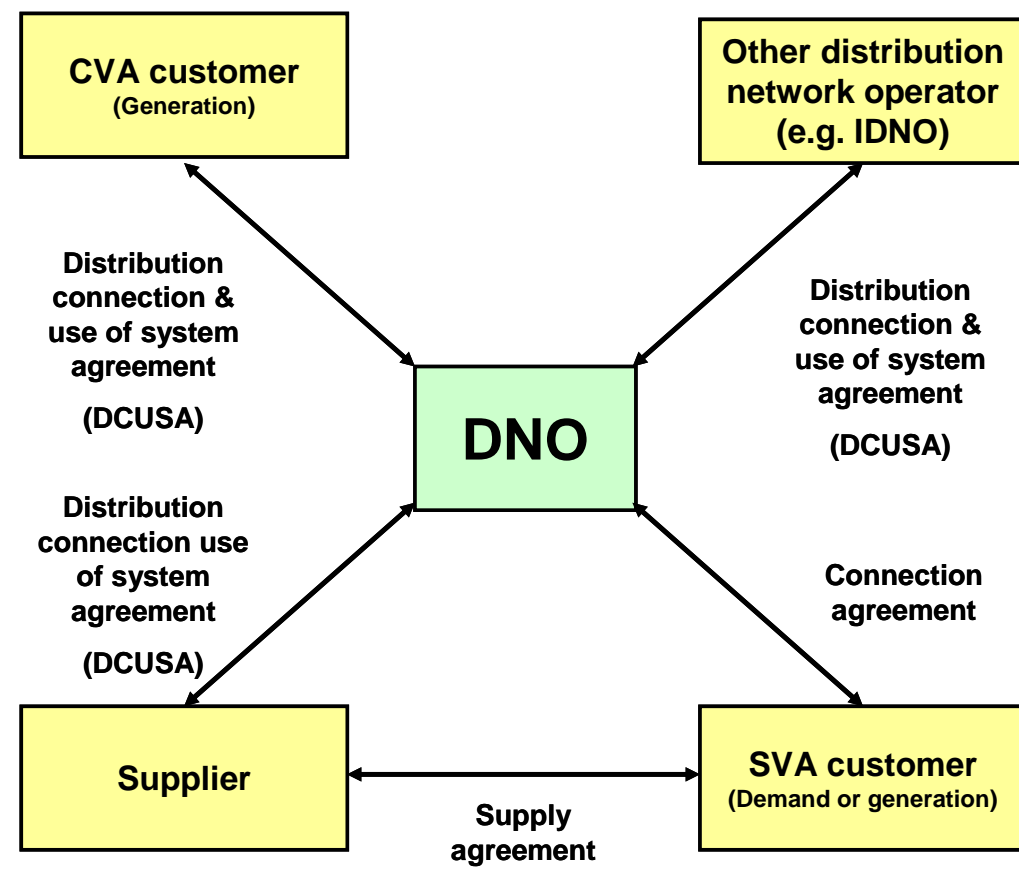 CVA customer
(Generation)
Other distribution
network operator
(e.g. IDNO)
Distribution
connection &
use of system
agreement
(DCUSA)
Distribution
connection &
use of system
agreement
(DCUSA)
DNO
Distribution
connection use
of system
agreement
(DCUSA)
Connection
agreement
Supplier
SVA customer
(Demand or generation)
Supply
agreement